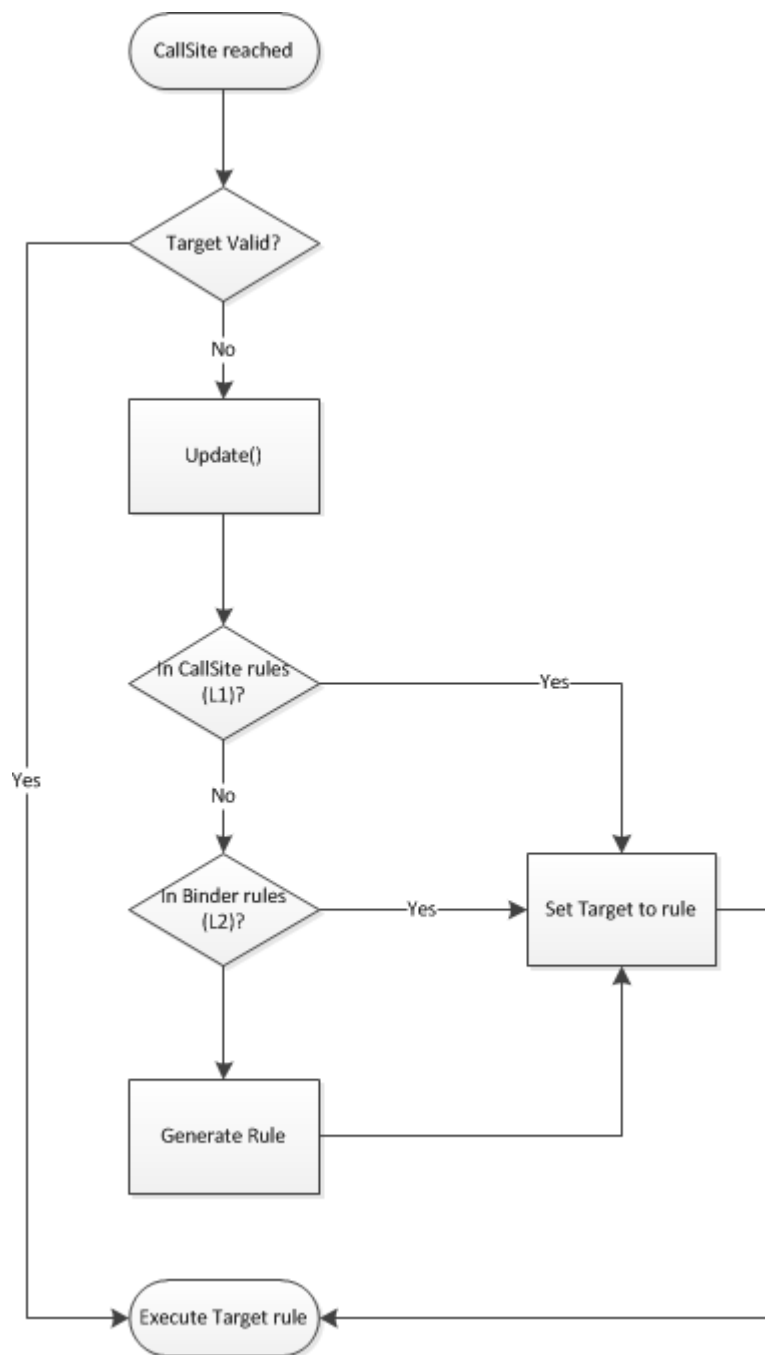 CallSite reached
Target Valid?
No
Update()
In CallSite rules
(L1)?
Yes
Yes
No
In Binder rules
(L2)?
Yes
Set Target to rule
Generate Rule
Execute Target rule